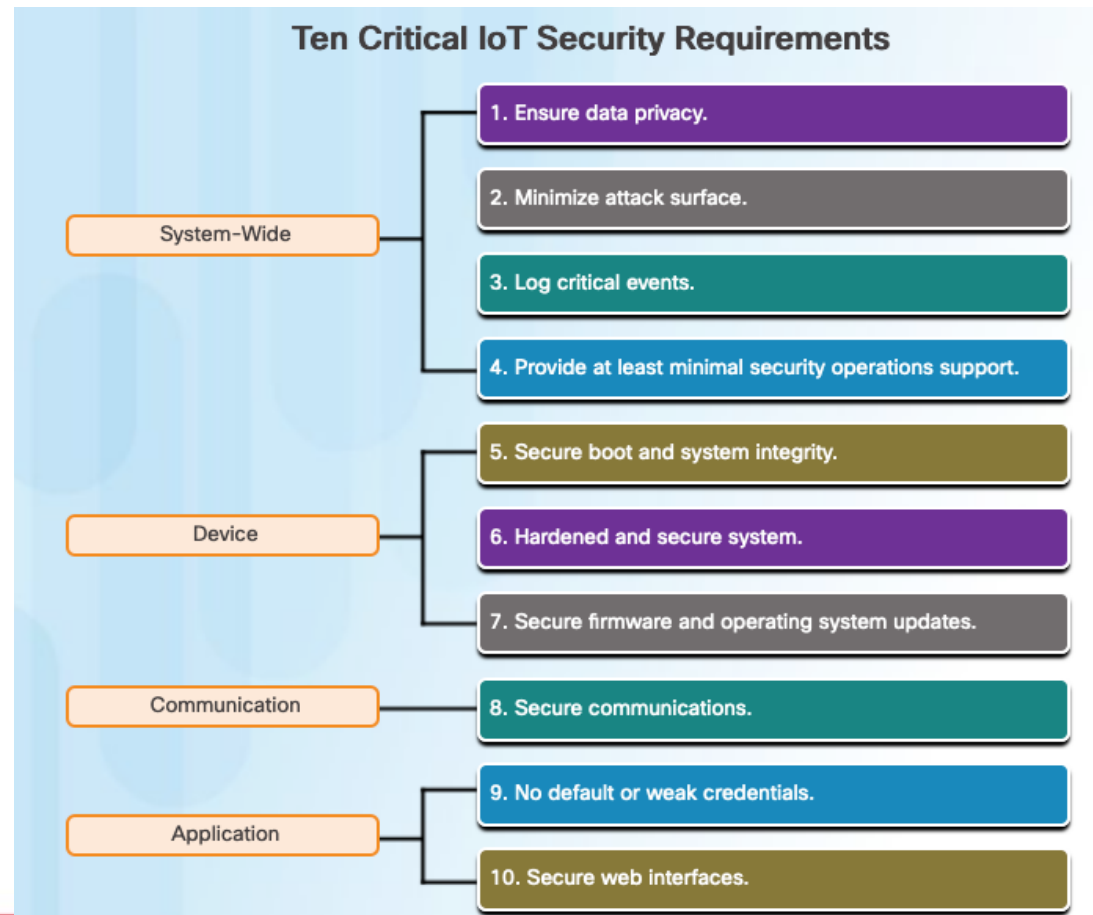 Ten Critical IoT Security Requirements
System-Wide
1. Ensure data privacy.
2. Minimize attack surface.
3. Log critical events.
4. Provide at least minimal security operations support.
Device
5. Secure boot and system integrity.
6. Hardened and secure system.
7. Secure firmware and operating system updates.
Communication
8. Secure communications.
Application
9. No default or weak credentials.
10. Secure web interfaces.